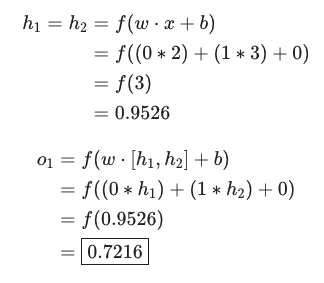 h₁ = h₂ = f(w · x + b)
= f((0 * 2) + (1 * 3) + 0)
= f(3)
= 0.9526
o₁ = f(w · [h₁, h₂] + b)
= f((0 * h₁) + (1 * h₂) + 0)
= f(0.9526)
= 0.7216